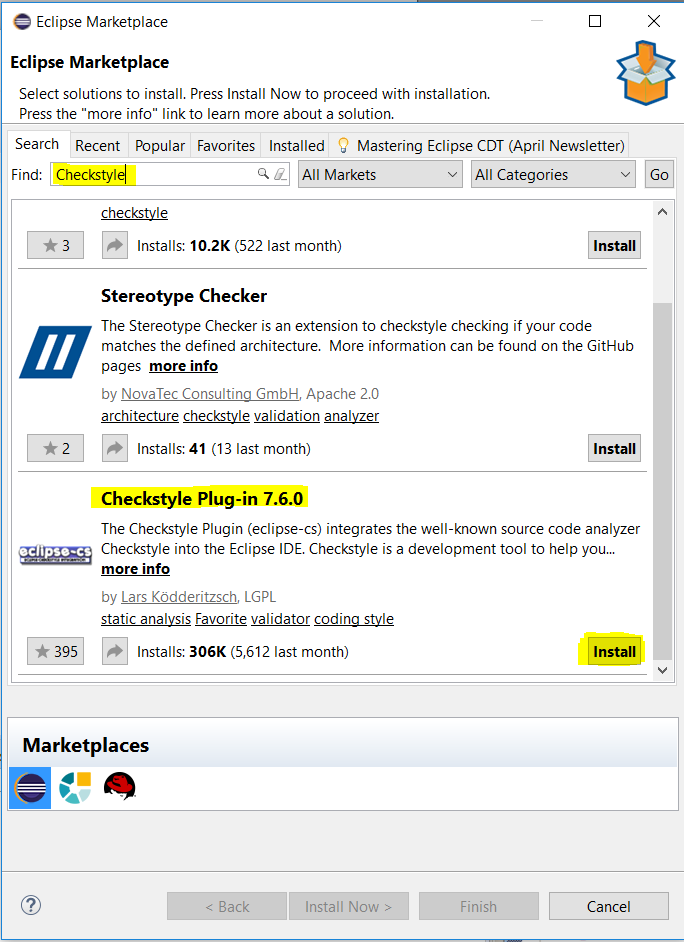 Eclipse Marketplace
Eclipse Marketplace
Select solutions to install. Press Install Now to proceed with installation.
Press the "more info" link to learn more about a solution.
Search Recent Popular Favorites Installed Mastering Eclipse CDT (April Newsletter)
Find: Checkstyle All Markets All Categories Go
checkstyle
3 Installs: 10.2K (522 last month) Install
Stereotype Checker
The Stereotype Checker is an extension to checkstyle checking if your code
matches the defined architecture. More information can be found on the GitHub
pages more info
by NovaTec Consulting GmbH, Apache 2.0
architecture checkstyle validation analyzer
2 Installs: 41 (13 last month) Install
Checkstyle Plug-in 7.6.0
The Checkstyle Plugin (eclipse-cs) integrates the well-known source code analyzer
eclipse-cs
Checkstyle into the Eclipse IDE. Checkstyle is a development tool to help you...
more info
by Lars Ködderitzsch, LGPL
static analysis Favorite validator coding style
395 Installs: 306K (5,612 last month) Install
Marketplaces
? < Back Install Now > Finish Cancel